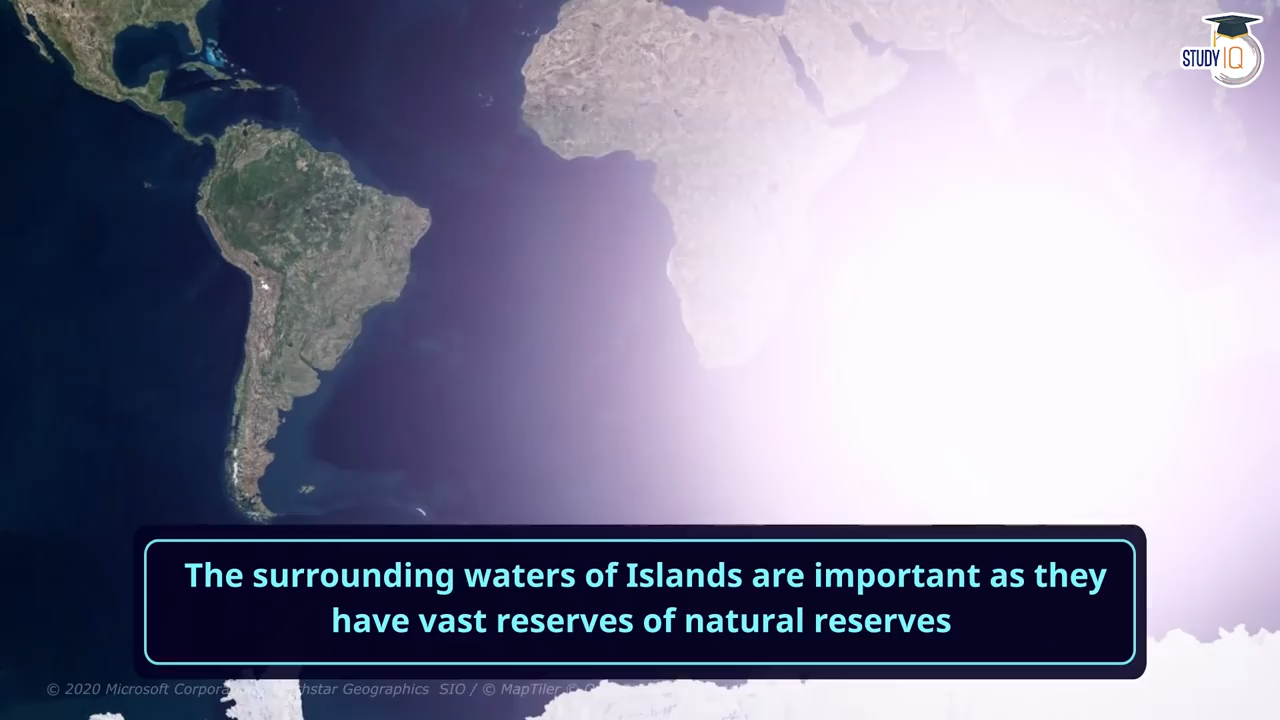 STUDY IQ
The surrounding waters of Islands are important as they
have vast reserves of natural reserves
© 2020 Microsoft Geographics SIO / © MapTiler ©